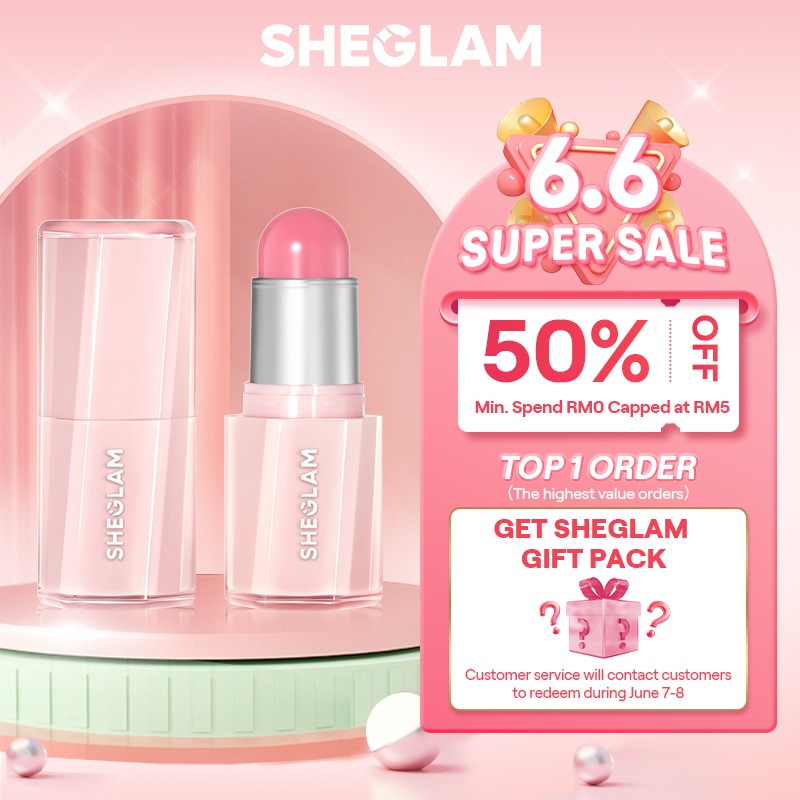 SHEGLAM
SHEGLAM
SHEGLAM
6.6
SUPER SALE
50%
OFF
Min. Spend RM0 Capped at RM5
TOP 1 ORDER
(The highest value orders)
GET SHEGLAM
GIFT PACK
? ? ? ?
Customer service will contact customers
to redeem during June 7-8